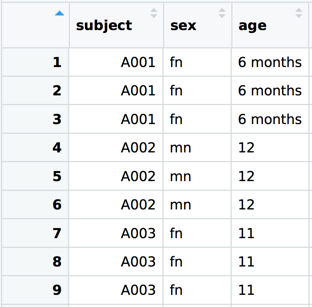 subject sex age
1 A001 fn 6 months
2 A001 fn 6 months
3 A001 fn 6 months
4 A002 mn 12
5 A002 mn 12
6 A002 mn 12
7 A003 fn 11
8 A003 fn 11
9 A003 fn 11